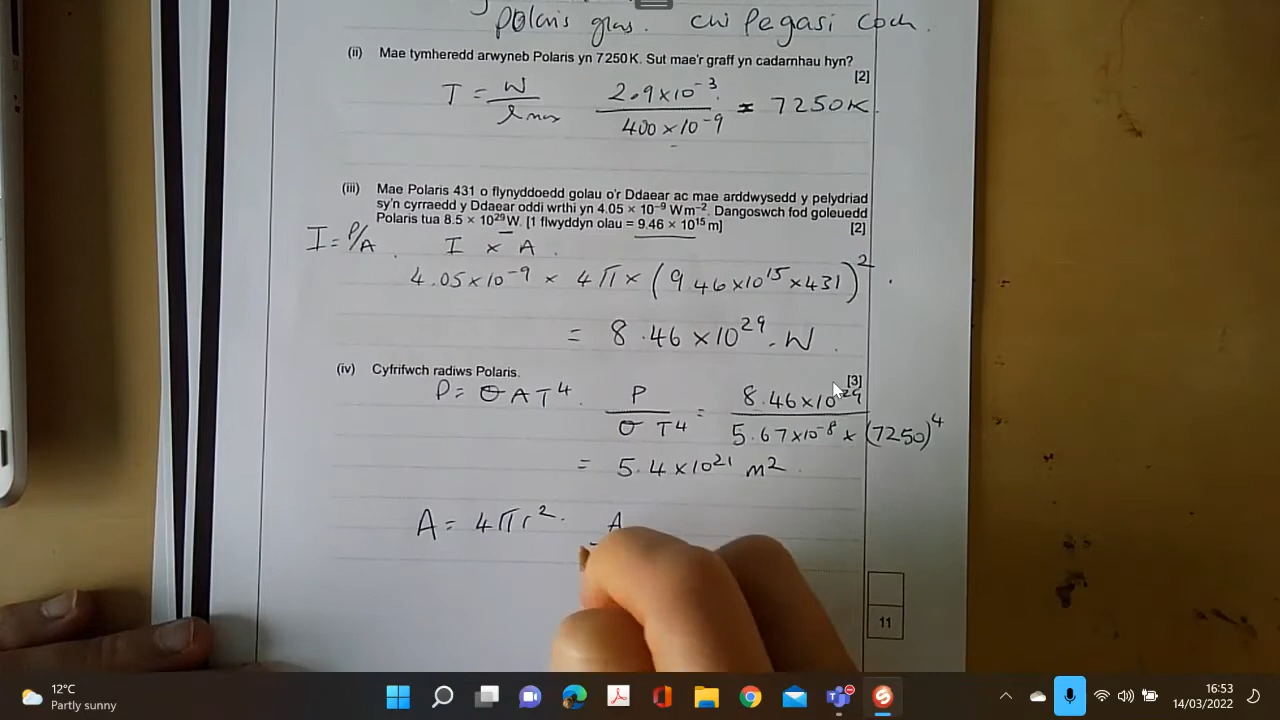 polaris glas. cw Pegasi coch.
(ii) Mae tymheredd arwyneb Polaris yn 7250K. Sut mae'r graff yn cadarnhau hyn?
[2]
T = W/λmax 2.9×10⁻³/400×10⁻⁹ = 7250K
(iii) Mae Polaris 431 o flynyddoedd golau o'r Ddaear ac mae arddwysedd y pelydriad
sy'n cyrraedd y Ddaear oddi wrthi yn 4.05 × 10⁻⁹ Wm⁻². Dangoswch fod goleuedd
Polaris tua 8.5 × 10²⁹W. [1 flwyddyn olau = 9.46 × 10¹⁵ m] [2]
I = P/A. I × A.
4.05×10⁻⁹ × 4π × (9.46×10¹⁵×431)².
= 8.46 ×10²⁹ W
(iv) Cyfrifwch radiws Polaris. [3]
P = σAT⁴. P/σT⁴ = 8.46×10²⁹/5.67×10⁻⁸ × (7250)⁴
= 5.4×10²¹ m².
A = 4πr². A
11
12°C
Partly sunny
16:53
14/03/2022